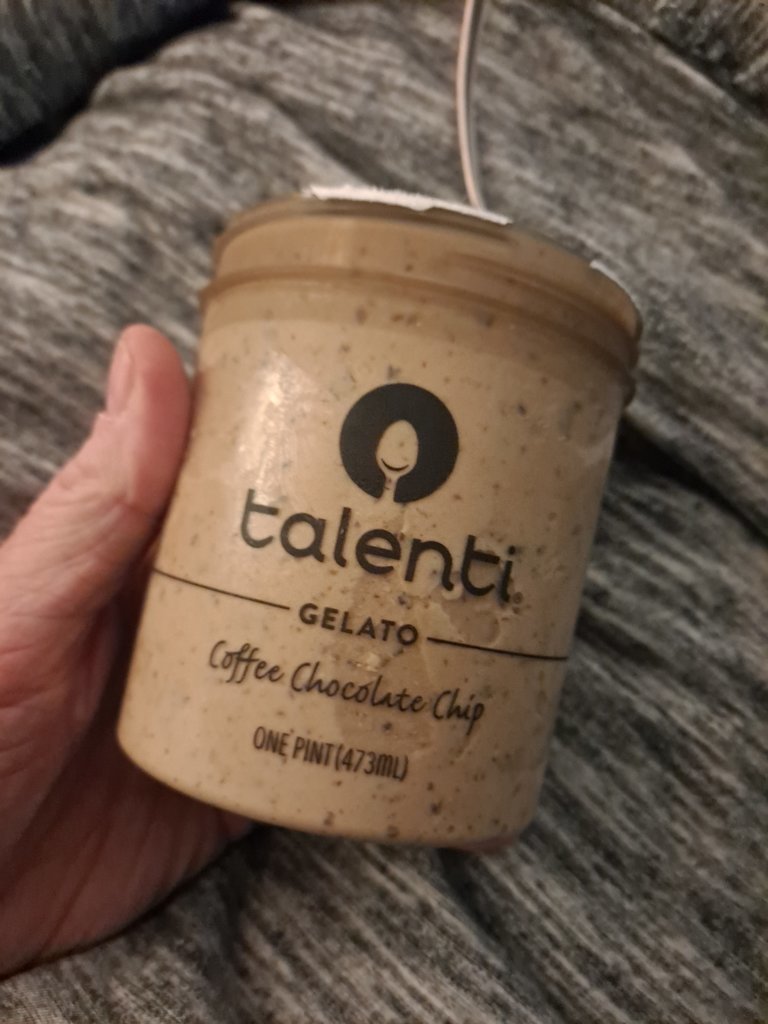 talenti
GELATO
Coffee Chocolate Chip
ONE PINT (473mL)